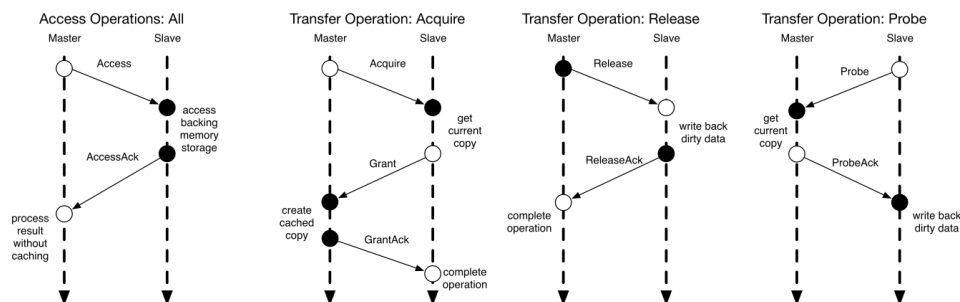 Access Operations: All
Master
Slave
Access
access
backing
memory
storage
AccessAck
process
result
without
caching
Transfer Operation: Acquire
Master
Slave
Acquire
get
current
copy
Grant
create
cached
copy
GrantAck
complete
operation
Transfer Operation: Release
Master
Slave
Release
write back
dirty data
ReleaseAck
complete
operation
Transfer Operation: Probe
Master
Slave
Probe
get
current
copy
ProbeAck
write back
dirty data